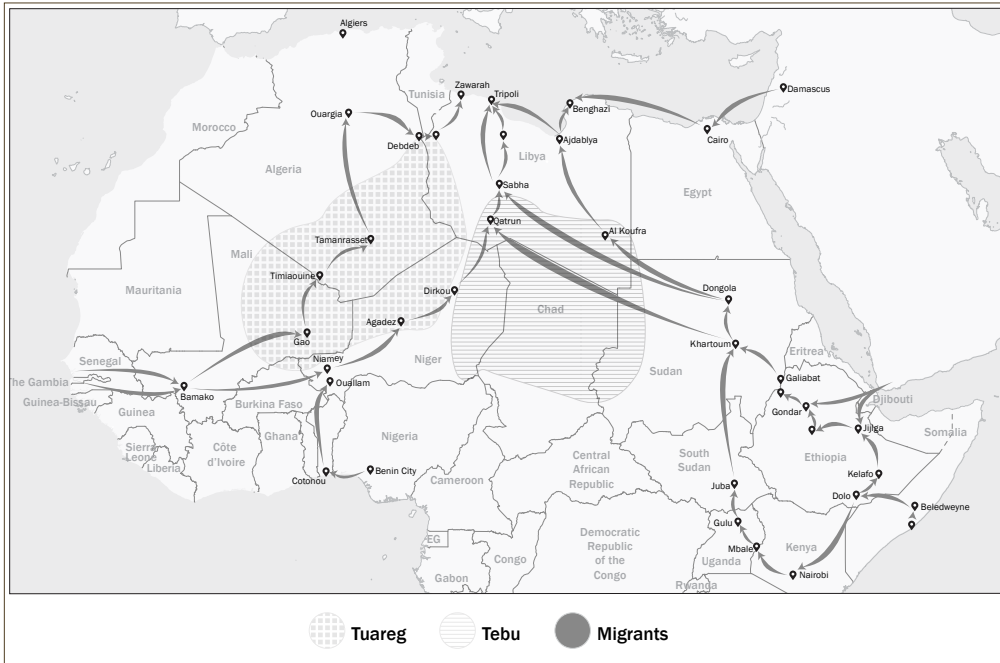 Algiers
Zawarah
Tripoli
Tunisia
Benghazi
Damascus
Ouargia
Morocco
Debdeb
Ajdablya
Cairo
Libya
Algeria
Sabha
Egypt
Qatrun
Al Koufra
Tamanrasset
Mali
Timiaouine
Mauritania
Dirkou
Dongola
Chad
Agadez
Gao
Khartoum
Eritrea
Niamey
Niger
Senegal
Sudan
The Gambia
Oualiam
Galiabat
Bamako
Djibouti
Guinea-Bissau
Burkina Faso
Gondar
Guinea
Jijiga
Ghana
Nigeria
Somalia
Sierra
Leone
Côte
d'Ivoire
Ethiopia
Liberia
Central
African
Republic
South
Sudan
Benin City
Kelafo
Cotohou
Cameroon
Juba
Dolo
Beledweyne
Gulu
EG
Democratic
Republic
of the
Congo
Mbale
Kenya
Congo
Uganda
Gabon
Nairobi
Rwanda
Tuareg
Tebu
Migrants